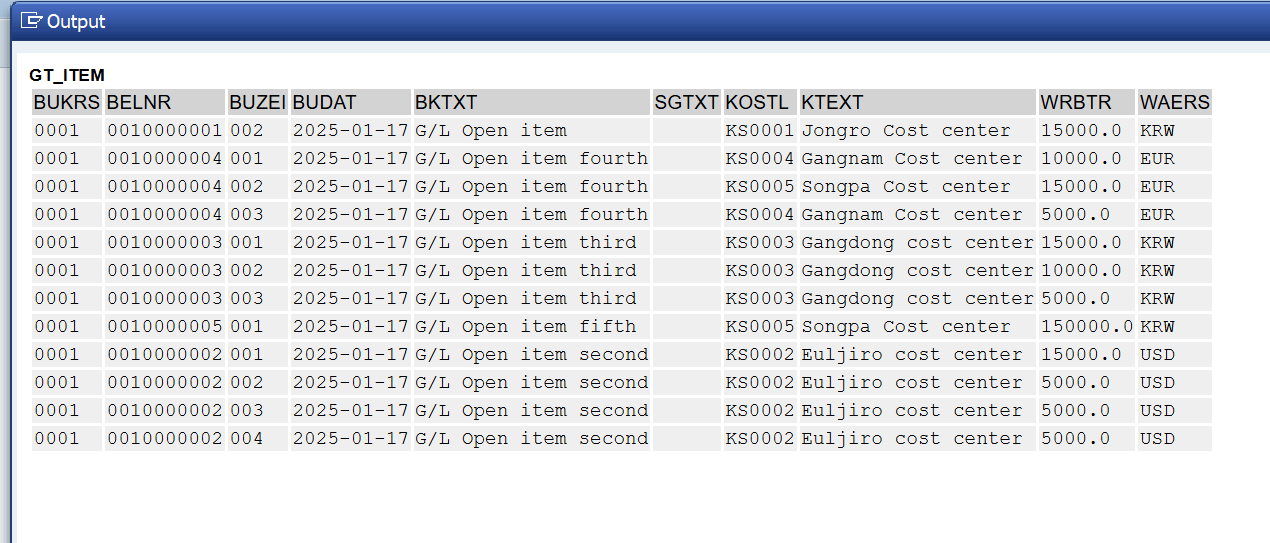 Output
GT_ITEM
BUKRS BELNR BUZEI BUDAT BKTXT SGTXT KOSTL KTEXT WRBTR WAERS
0001 0010000001 002 2025-01-17 G/L Open item KS0001 Jongro Cost center 15000.0 KRW
0001 0010000004 001 2025-01-17 G/L Open item fourth KS0004 Gangnam Cost center 10000.0 EUR
0001 0010000004 002 2025-01-17 G/L Open item fourth KS0005 Songpa Cost center 15000.0 EUR
0001 0010000004 003 2025-01-17 G/L Open item fourth KS0004 Gangnam Cost center 5000.0 EUR
0001 0010000003 001 2025-01-17 G/L Open item third KS0003 Gangdong cost center 15000.0 KRW
0001 0010000003 002 2025-01-17 G/L Open item third KS0003 Gangdong cost center 10000.0 KRW
0001 0010000003 003 2025-01-17 G/L Open item third KS0003 Gangdong cost center 5000.0 KRW
0001 0010000005 001 2025-01-17 G/L Open item fifth KS0005 Songpa Cost center 150000.0 KRW
0001 0010000002 001 2025-01-17 G/L Open item second KS0002 Euljiro cost center 15000.0 USD
0001 0010000002 002 2025-01-17 G/L Open item second KS0002 Euljiro cost center 5000.0 USD
0001 0010000002 003 2025-01-17 G/L Open item second KS0002 Euljiro cost center 5000.0 USD
0001 0010000002 004 2025-01-17 G/L Open item second KS0002 Euljiro cost center 5000.0 USD